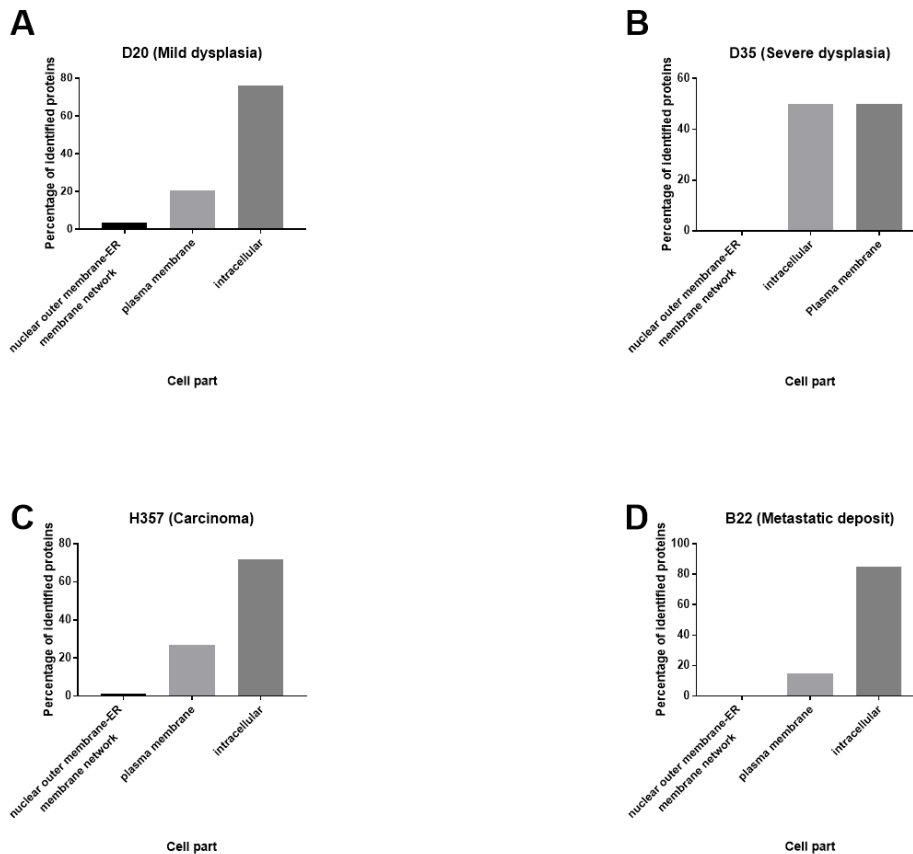 A
D20 (Mild dysplasia)
Percentage of identified proteins
80
60
40
20
0
nuclear outer membrane-ER
membrane network
plasma membrane
intracellular
Cell part
B
D35 (Severe dysplasia)
Percentage of identified proteins
60
40
20
0
nuclear outer membrane-ER
membrane network
intracellular
Plasma membrane
Cell part
C
H357 (Carcinoma)
Percentage of identified proteins
80
60
40
20
0
nuclear outer membrane-ER
membrane network
plasma membrane
intracellular
Cell part
D
B22 (Metastatic deposit)
Percentage of identified proteins
100
80
60
40
20
0
nuclear outer membrane-ER
membrane network
plasma membrane
intracellular
Cell part